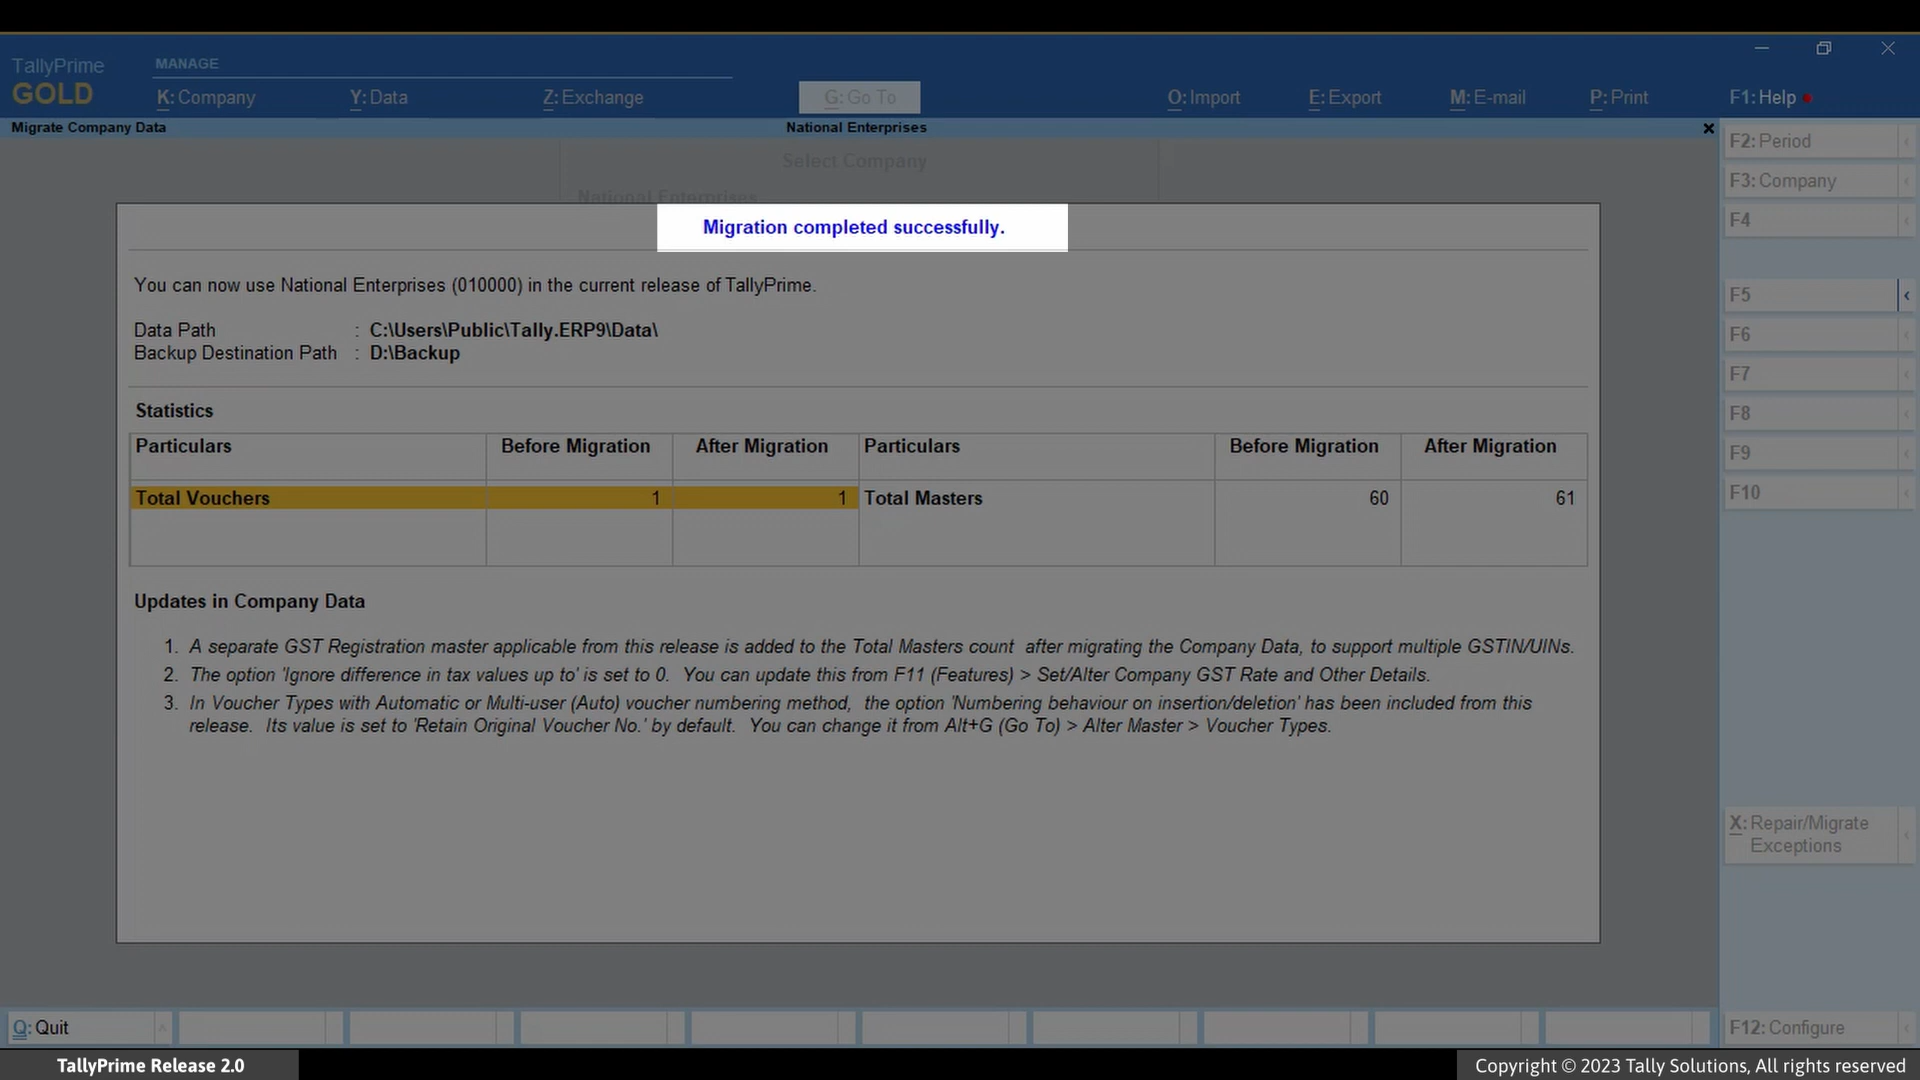 TallyPrime
GOLD
MANAGE
K: Company
Y: Data
Z: Exchange
G: Go To
O: Import
E: Export
M: E-mail
P: Print
F1: Help
Migrate Company Data
National Enterprises
Select Company
National Enterprises
Migration completed successfully.
You can now use National Enterprises (010000) in the current release of TallyPrime.
Data Path : C:\Users\Public\Tally.ERP9\Data\
Backup Destination Path : D:\Backup
Statistics
Particulars Before Migration After Migration Particulars Before Migration After Migration
Total Vouchers 1 1 Total Masters 60 61
Updates in Company Data
1. A separate GST Registration master applicable from this release is added to the Total Masters count after migrating the Company Data, to support multiple GSTIN/UINs.
2. The option 'Ignore difference in tax values up to' is set to 0. You can update this from F11 (Features) > Set/Alter Company GST Rate and Other Details.
3. In Voucher Types with Automatic or Multi-user (Auto) voucher numbering method, the option 'Numbering behaviour on insertion/deletion' has been included from this
release. Its value is set to 'Retain Original Voucher No.' by default. You can change it from Alt+G (Go To) > Alter Master > Voucher Types.
F2: Period
F3: Company
F4
F5
F6
F7
F8
F9
F10
X: Repair/Migrate
Exceptions
F12: Configure
Q: Quit
TallyPrime Release 2.0
Copyright © 2023 Tally Solutions, All rights reserved